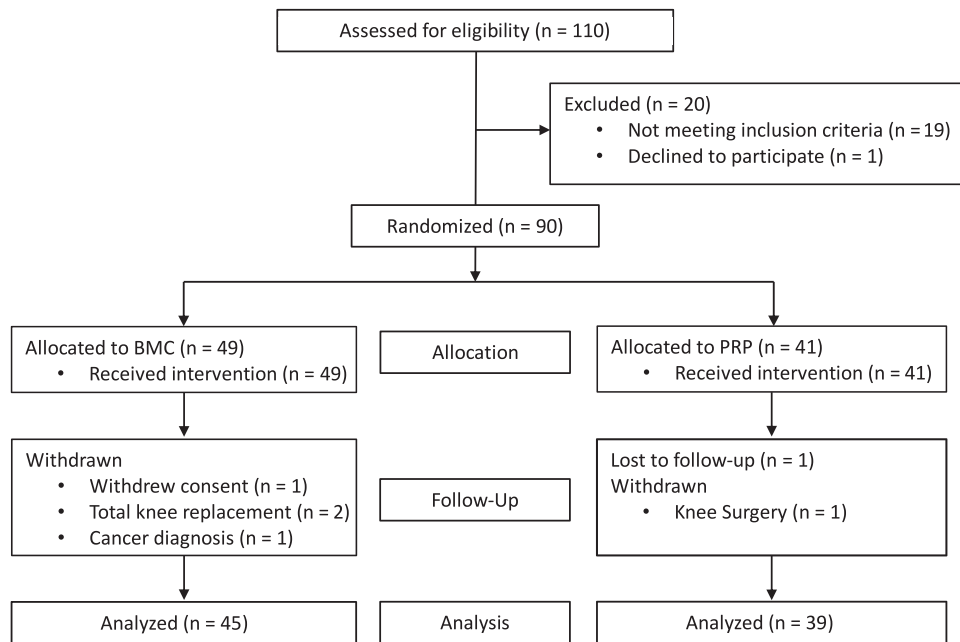 Assessed for eligibility (n = 110)
Excluded (n = 20)
• Not meeting inclusion criteria (n = 19)
• Declined to participate (n = 1)
Randomized (n = 90)
Allocated to BMC (n = 49)
• Received intervention (n = 49)
Allocation
Allocated to PRP (n = 41)
• Received intervention (n = 41)
Withdrawn
• Withdrew consent (n = 1)
• Total knee replacement (n = 2)
• Cancer diagnosis (n = 1)
Follow-Up
Lost to follow-up (n = 1)
Withdrawn
• Knee Surgery (n = 1)
Analyzed (n = 45)
Analysis
Analyzed (n = 39)